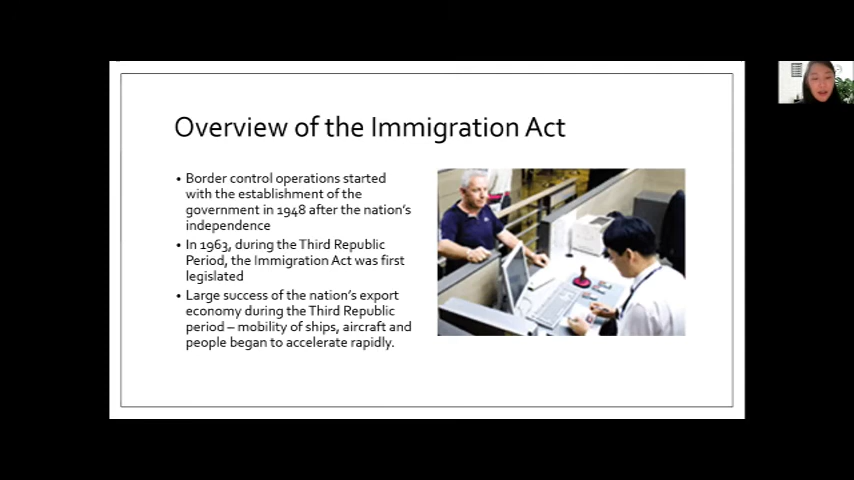 Overview of the Immigration Act
• Border control operations started
with the establishment of the
government in 1948 after the nation's
independence
• In 1963, during the Third Republic
Period, the Immigration Act was first
legislated
• Large success of the nation's export
economy during the Third Republic
period – mobility of ships, aircraft and
people began to accelerate rapidly.